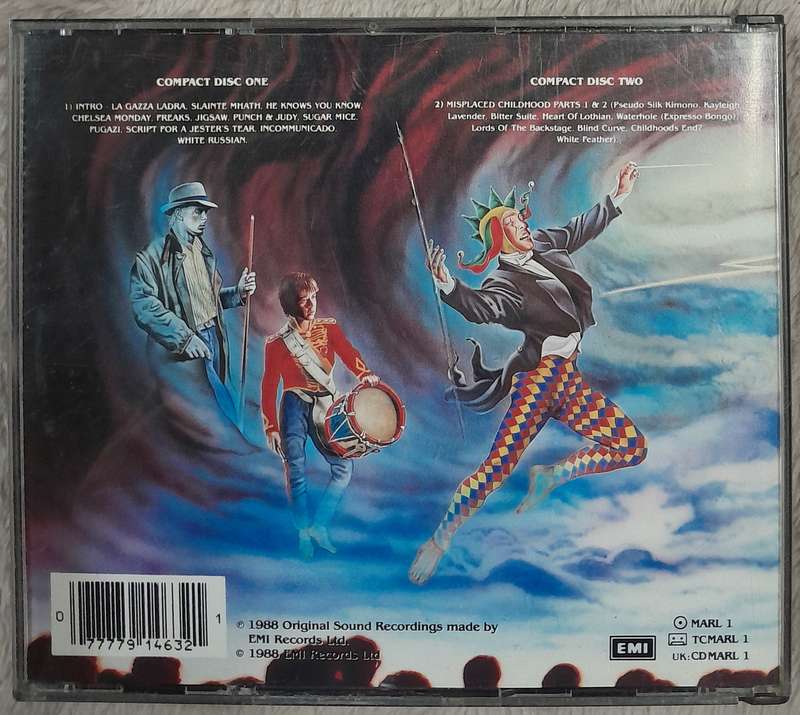 COMPACT DISC ONE
1) INTRO - LA GAZZA LADRA, SLAINTE MHATH, HE KNOWS YOU KNOW,
CHELSEA MONDAY, FREAKS, JIGSAW, PUNCH & JUDY, SUGAR MICE,
FUGAZI, SCRIPT FOR A JESTER'S TEAR, INCOMMUNICADO,
WHITE RUSSIAN.
COMPACT DISC TWO
2) MISPLACED CHILDHOOD PARTS 1 & 2 (Pseudo Silk Kimono, Kayleigh,
Lavender, Bitter Suite, Heart Of Lothian, Waterhole (Expresso Bongo),
Lords Of The Backstage, Blind Curve, Childhoods End?
White Feather).
0 77779 14632 1
℗ 1988 Original Sound Recordings made by
EMI Records Ltd.
© 1988 EMI Records Ltd
EMI
MARL 1
TCMARL 1
UK: CDMARL 1